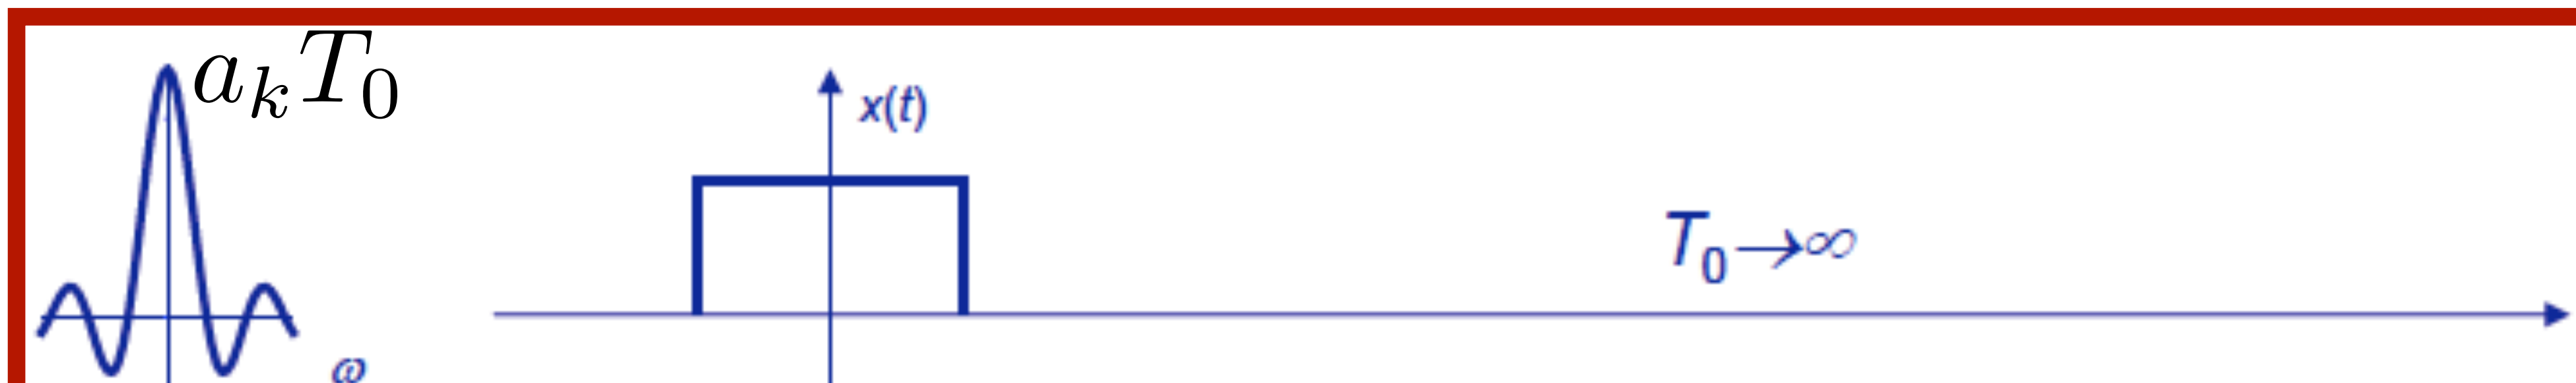 a_k T_0
x(t)
T_0→∞
ω